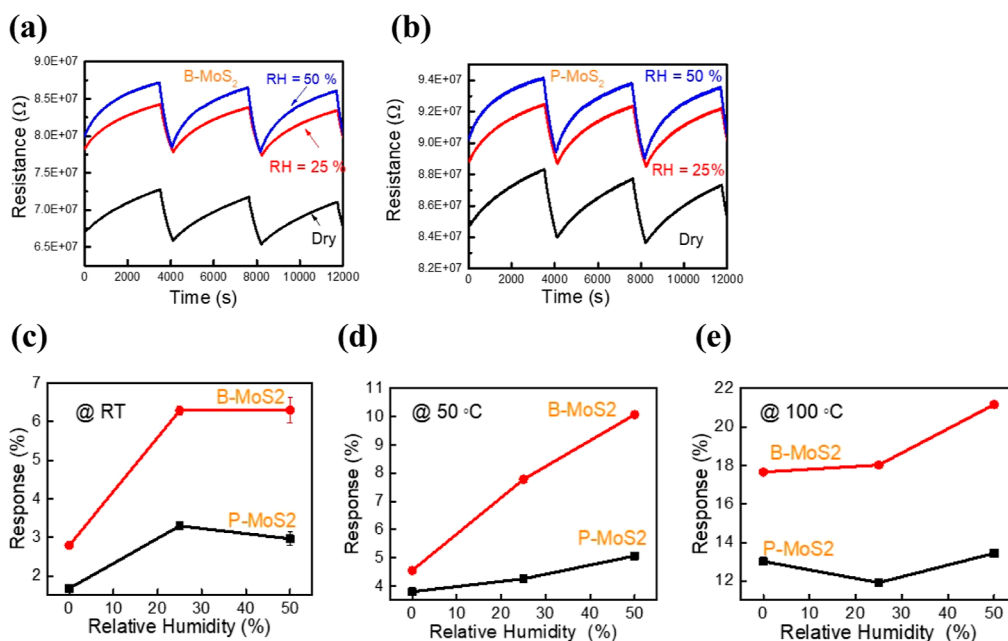 (a)
(b)
9.0E+07
8.5E+07
8.0E+07
7.5E+07
7.0E+07
6.5E+07
Resistance (Ω)
B-MoS2
RH = 50 %
RH = 25 %
Dry
0 2000 4000 6000 8000 10000 12000
Time (s)
9.4E+07
9.2E+07
9.0E+07
8.8E+07
8.6E+07
8.4E+07
8.2E+07
Resistance (Ω)
P-MoS2
RH = 50 %
RH = 25%
Dry
0 2000 4000 6000 8000 10000 12000
Time (s)
(c)
(d)
(e)
7
6
5
4
3
2
Response (%)
@ RT
B-MoS2
P-MoS2
0 10 20 30 40 50
Relative Humidity (%)
11
10
9
8
7
6
5
4
Response (%)
@ 50 °C
B-MoS2
P-MoS2
0 10 20 30 40 50
Relative Humidity (%)
22
20
18
16
14
12
Response (%)
@ 100 °C
B-MoS2
P-MoS2
0 10 20 30 40 50
Relative Humidity (%)